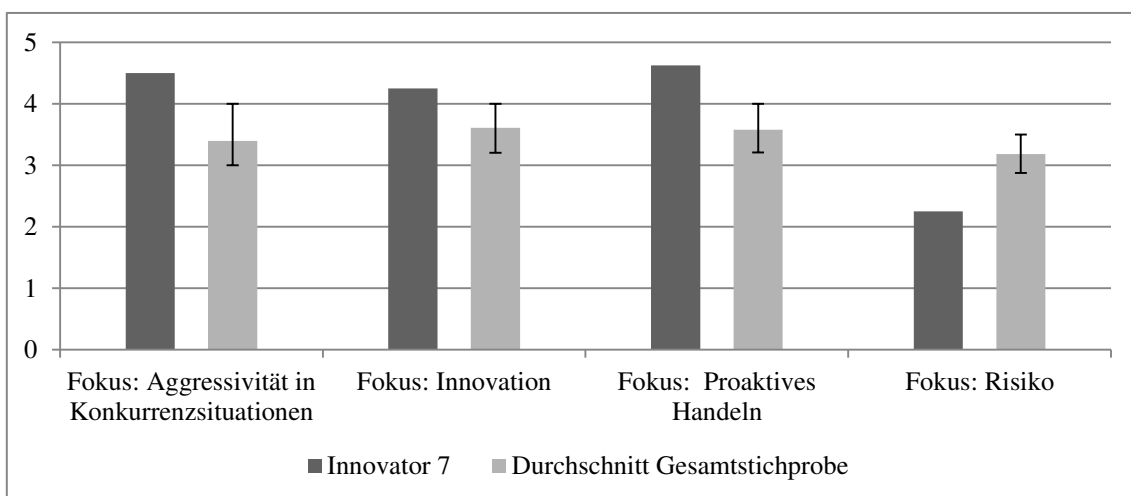 5
4
3
2
1
0
Fokus: Aggressivität in
Konkurrenzsituationen
Fokus: Innovation
Fokus:  Proaktives
Handeln
Fokus: Risiko
Innovator 7
Durchschnitt Gesamtstichprobe